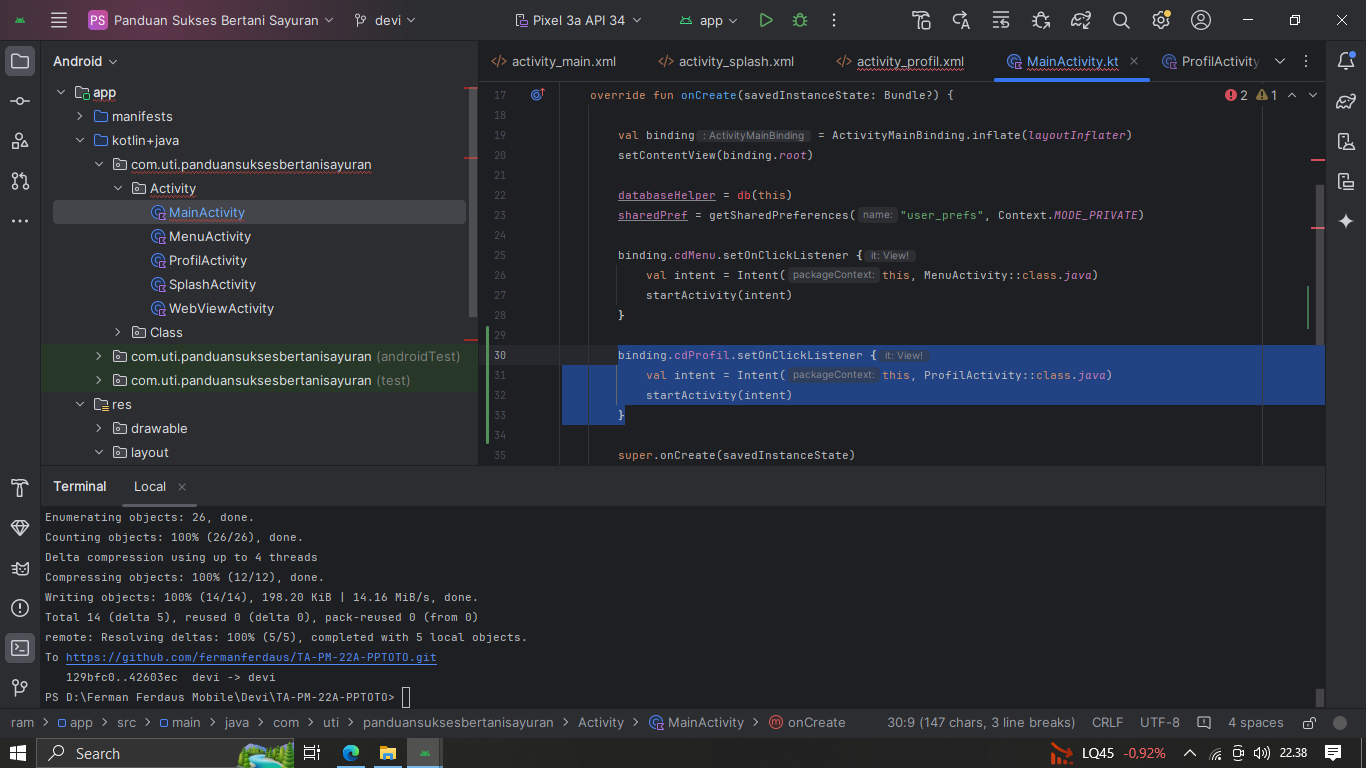 PS Panduan Sukses Bertani Sayuran devi Pixel 3a API 34 app
Android
app
manifests
kotlin+java
com.uti.panduansuksesbertanisayuran
Activity
MainActivity
MenuActivity
ProfilActivity
SplashActivity
WebViewActivity
Class
com.uti.panduansuksesbertanisayuran (androidTest)
com.uti.panduansuksesbertanisayuran (test)
res
drawable
layout
activity_main.xml activity_splash.xml activity_profil.xml MainActivity.kt ProfilActivity
2 1
17 override fun onCreate(savedInstanceState: Bundle?) {
18
19 val binding : ActivityMainBinding = ActivityMainBinding.inflate(layoutInflater)
20 setContentView(binding.root)
21
22 databaseHelper = db(this)
23 sharedPref = getSharedPreferences( name: "user_prefs", Context.MODE_PRIVATE)
24
25 binding.cdMenu.setOnClickListener { it: View!
26 val intent = Intent( packageContext: this, MenuActivity::class.java)
27 startActivity(intent)
28 }
29
30 binding.cdProfil.setOnClickListener { it: View!
31 val intent = Intent( packageContext: this, ProfilActivity::class.java)
32 startActivity(intent)
33 }
34
35 super.onCreate(savedInstanceState)
Terminal Local
Enumerating objects: 26, done.
Counting objects: 100% (26/26), done.
Delta compression using up to 4 threads
Compressing objects: 100% (12/12), done.
Writing objects: 100% (14/14), 198.20 KiB | 14.16 MiB/s, done.
Total 14 (delta 5), reused 0 (delta 0), pack-reused 0 (from 0)
remote: Resolving deltas: 100% (5/5), completed with 5 local objects.
To https://github.com/fermanferdaus/TA-PM-22A-PPTOTO.git
129bfc0..42603ec devi -> devi
PS D:\Ferman Ferdaus Mobile\Devi\TA-PM-22A-PPTOTO>
ram > app > src > main > java > com > uti > panduansuksesbertanisayuran > Activity > MainActivity > onCreate 30:9 (147 chars, 3 line breaks) CRLF UTF-8 4 spaces
Search LQ45 -0,92% 22.38